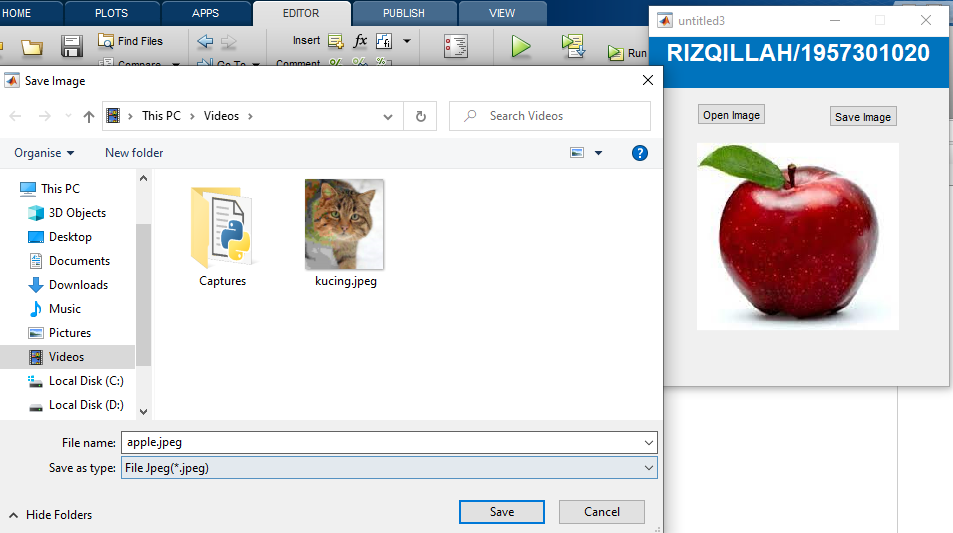 HOME PLOTS APPS EDITOR PUBLISH VIEW
Find Files Insert fx
Compare Go To Comment % Run
untitled3
RIZQILLAH/1957301020
Open Image Save Image
Save Image
This PC Videos Search Videos
Organise New folder
This PC
3D Objects
Desktop
Documents
Downloads
Music
Pictures
Videos
Local Disk (C:)
Local Disk (D:)
Captures kucing.jpeg
File name: apple.jpeg
Save as type: File Jpeg(*.jpeg)
Hide Folders Save Cancel